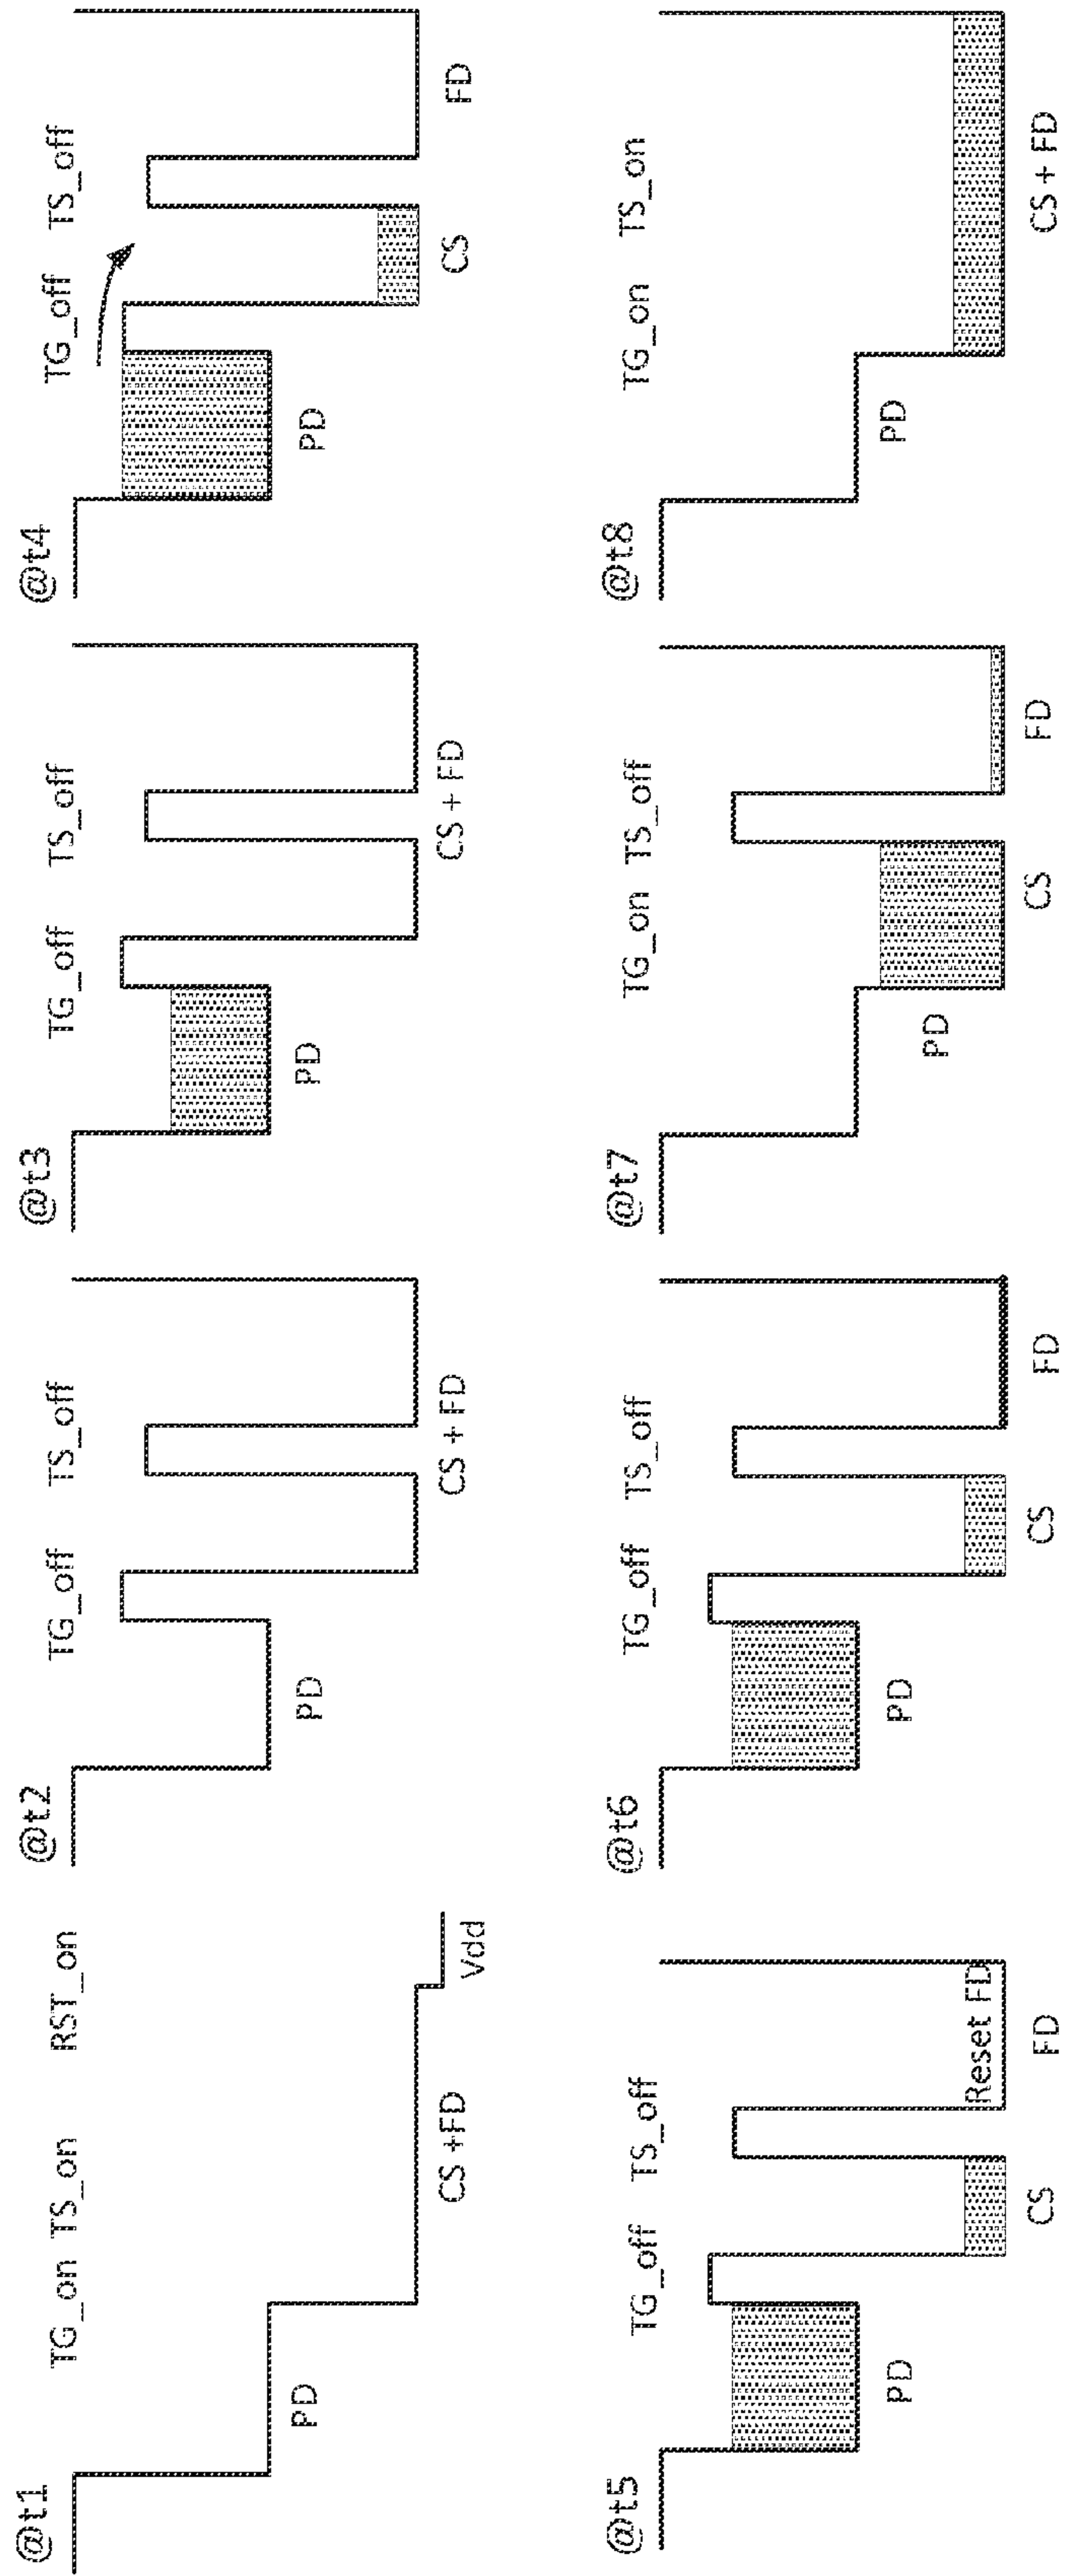 @t1
TG_on TS_on RST_on
PD
CS +FD
Vdd
@t2
TG_off TS_off
PD
CS + FD
@t3
TG_off TS_off
PD
CS + FD
@t4
TG_off TS_off
PD
CS
FD
@t5
TG_off TS_off
Reset FD
PD
CS
FD
@t6
TG_off TS_off
PD
CS
FD
@t7
TG_on TS_off
PD
CS
FD
@t8
TG_on TS_on
PD
CS + FD